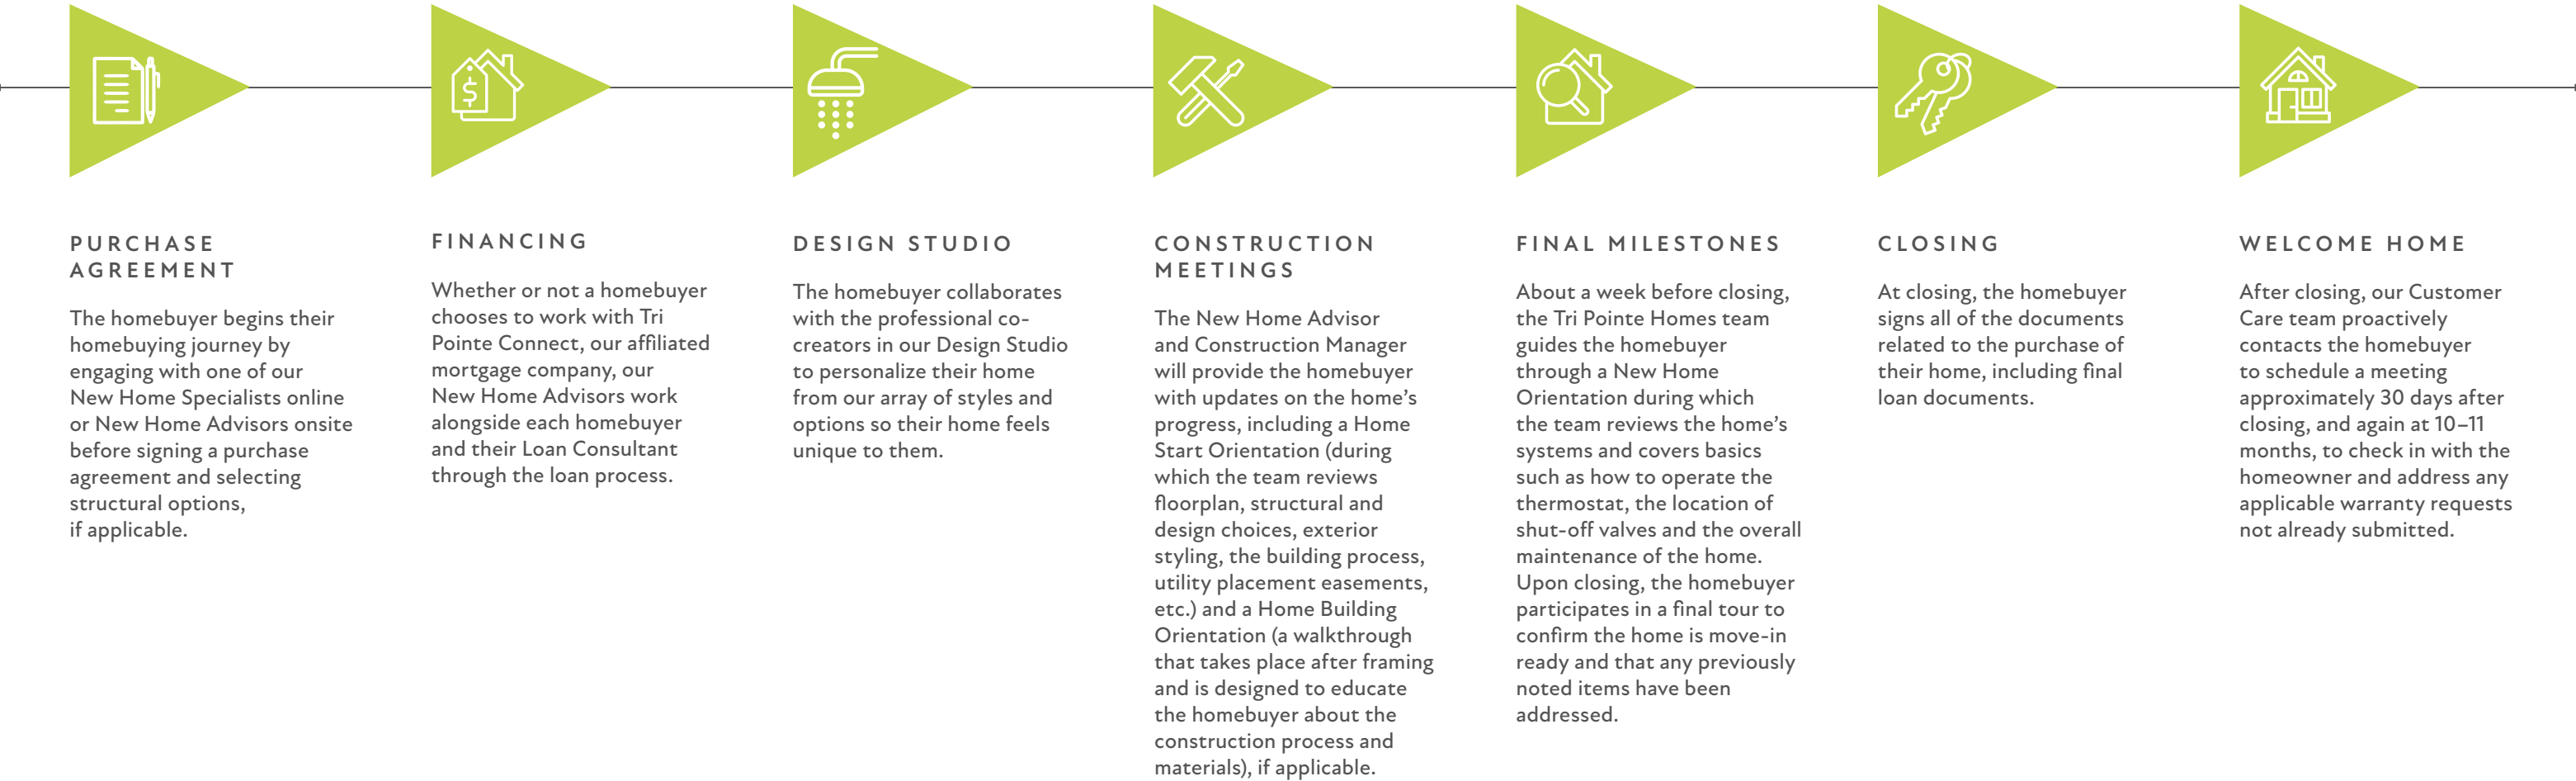 PURCHASE
AGREEMENT
The homebuyer begins their
homebuying journey by
engaging with one of our
New Home Specialists online
or New Home Advisors onsite
before signing a purchase
agreement and selecting
structural options,
if applicable.
FINANCING
Whether or not a homebuyer
chooses to work with Tri
Pointe Connect, our affiliated
mortgage company, our
New Home Advisors work
alongside each homebuyer
and their Loan Consultant
through the loan process.
DESIGN STUDIO
The homebuyer collaborates
with the professional co-
creators in our Design Studio
to personalize their home
from our array of styles and
options so their home feels
unique to them.
CONSTRUCTION
MEETINGS
The New Home Advisor
and Construction Manager
will provide the homebuyer
with updates on the home’s
progress, including a Home
Start Orientation (during
which the team reviews
floorplan, structural and
design choices, exterior
styling, the building process,
utility placement easements,
etc.) and a Home Building
Orientation (a walkthrough
that takes place after framing
and is designed to educate
the homebuyer about the
construction process and
materials), if applicable.
FINAL MILESTONES
About a week before closing,
the Tri Pointe Homes team
guides the homebuyer
through a New Home
Orientation during which
the team reviews the home’s
systems and covers basics
such as how to operate the
thermostat, the location of
shut-off valves and the overall
maintenance of the home.
Upon closing, the homebuyer
participates in a final tour to
confirm the home is move-in
ready and that any previously
noted items have been
addressed.
CLOSING
At closing, the homebuyer
signs all of the documents
related to the purchase of
their home, including final
loan documents.
WELCOME HOME
After closing, our Customer
Care team proactively
contacts the homebuyer
to schedule a meeting
approximately 30 days after
closing, and again at 10–11
months, to check in with the
homeowner and address any
applicable warranty requests
not already submitted.